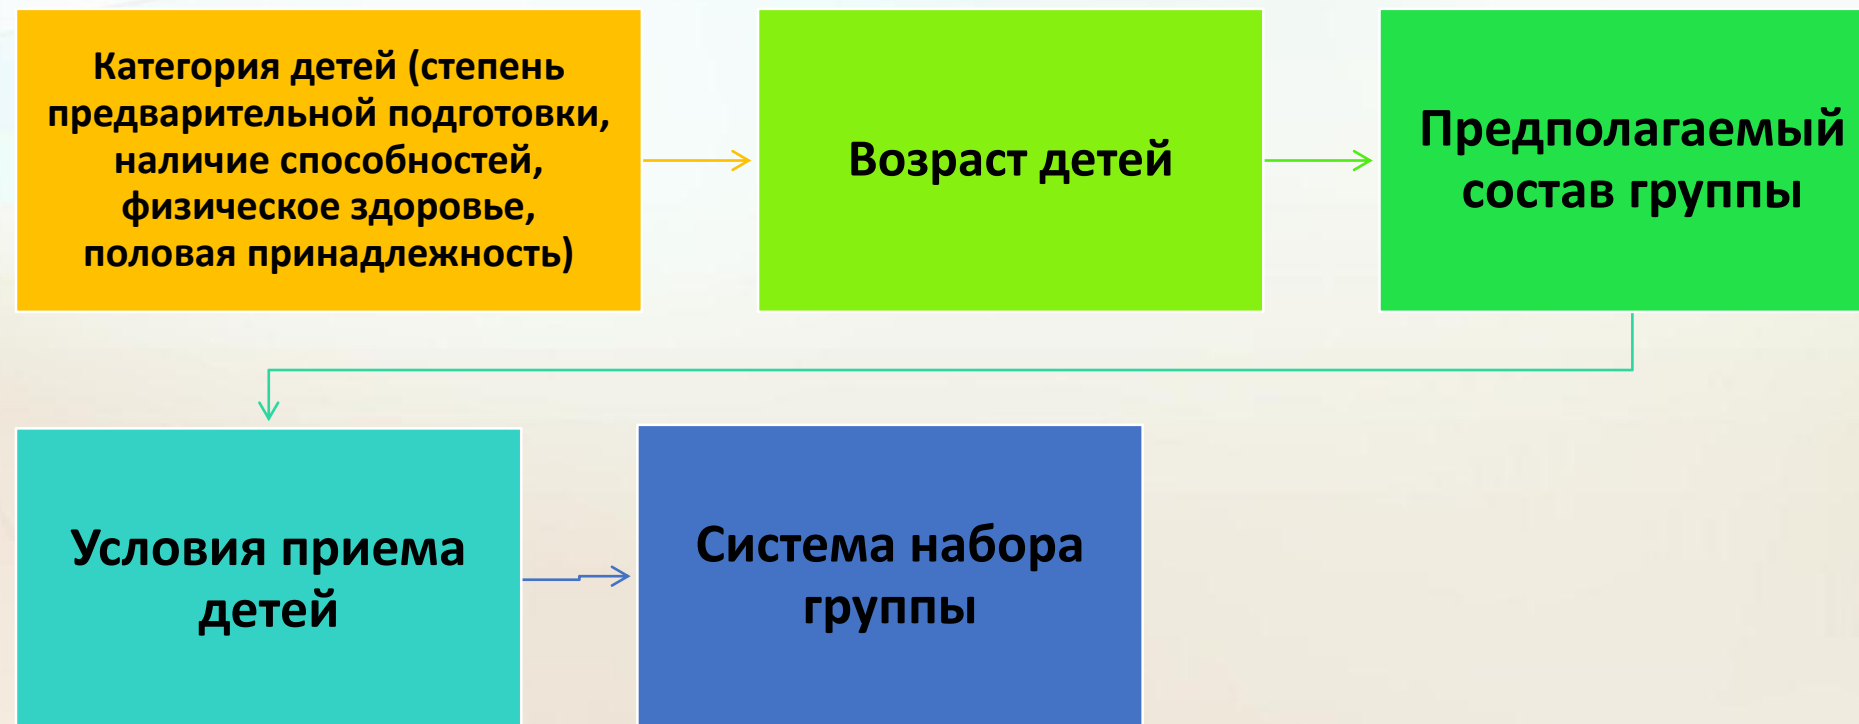 Категория детей (степень
предварительной подготовки,
наличие способностей,
физическое здоровье,
половая принадлежность)
Возраст детей
Предполагаемый
состав группы
Условия приема
детей
Система набора
группы